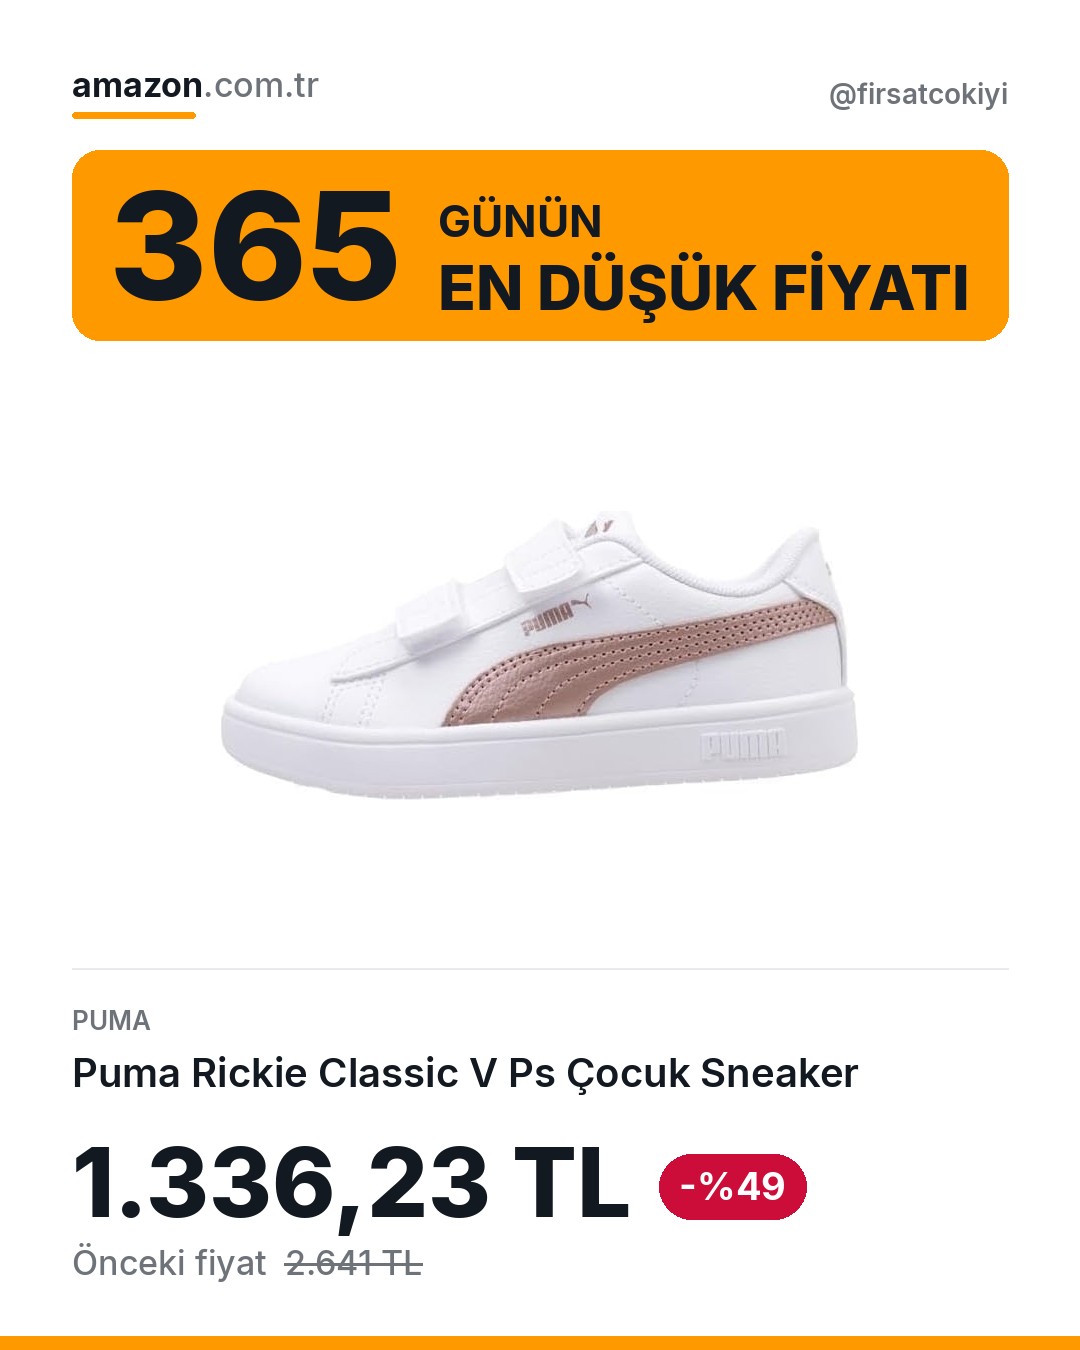 amazon.com.tr
@firsatcokiyi
365
GÜNÜN
EN DÜŞÜK FİYATI
PUMA
PUMA
PUMA
Puma Rickie Classic V Ps Çocuk Sneaker
1.336,23 TL -%49
Önceki fiyat 2.641 TL